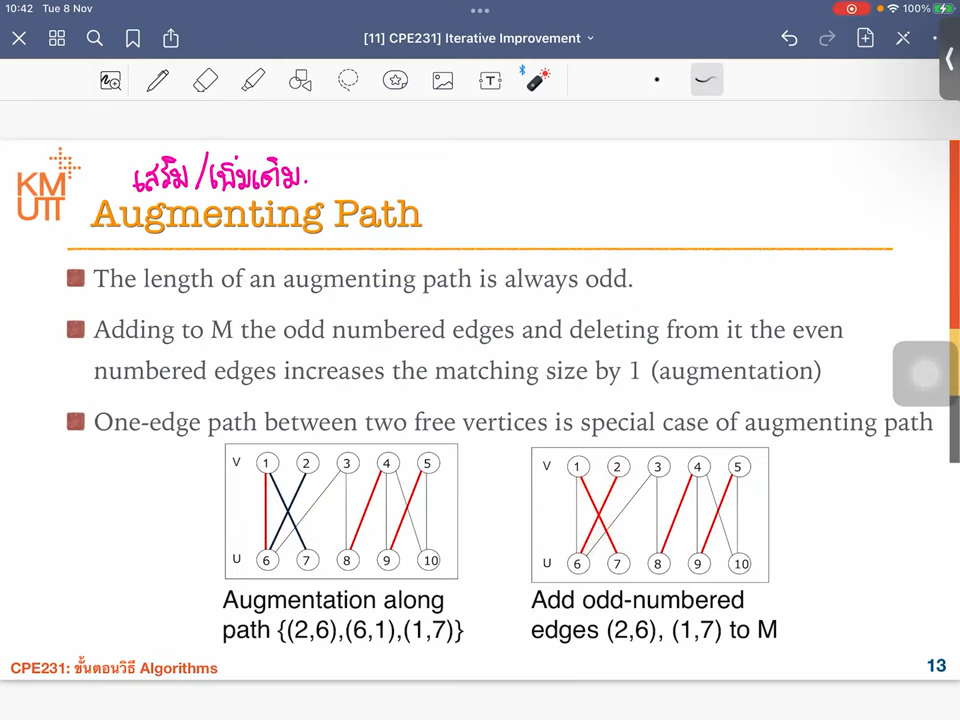 10:42 Tue 8 Nov
100%
[11] CPE231] Iterative Improvement
T
KM
UTT
เสริม/เพิ่มเติม.
Augmenting Path
The length of an augmenting path is always odd.
Adding to M the odd numbered edges and deleting from it the even
numbered edges increases the matching size by 1 (augmentation)
One-edge path between two free vertices is special case of augmenting path
V 1 2 3 4 5
U 6 7 8 9 10
V 1 2 3 4 5
U 6 7 8 9 10
Augmentation along
path {(2,6),(6,1),(1,7)}
Add odd-numbered
edges (2,6), (1,7) to M
CPE231: ขั้นตอนวิธี Algorithms
13